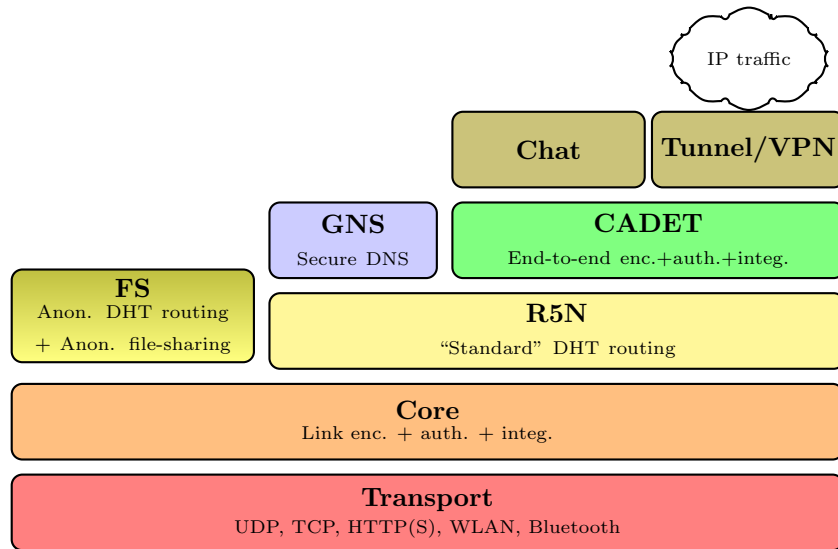 IP traffic
Chat
Tunnel/VPN
GNS
Secure DNS
CADET
End-to-end enc.+auth.+integ.
FS
Anon. DHT routing
+ Anon. file-sharing
R5N
“Standard” DHT routing
Core
Link enc. + auth. + integ.
Transport
UDP, TCP, HTTP(S), WLAN, Bluetooth